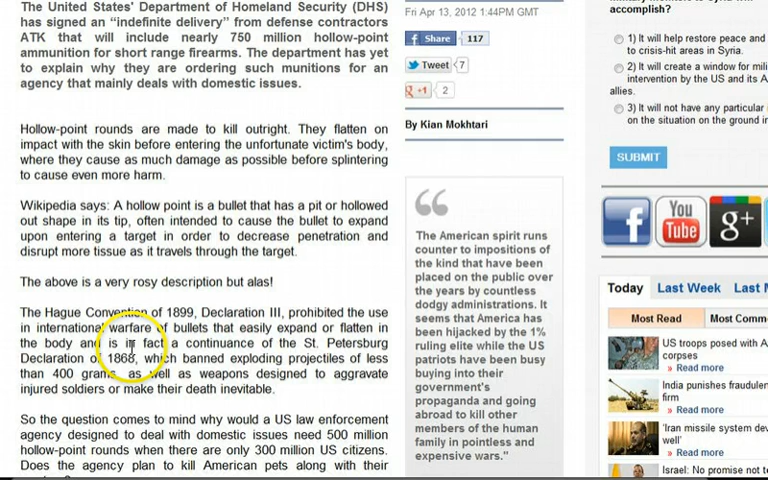 The United States' Department of Homeland Security (DHS)
has signed an “indefinite delivery” from defense contractors
ATK that will include nearly 750 million hollow-point
ammunition for short range firearms. The department has yet
to explain why they are ordering such munitions for an
agency that mainly deals with domestic issues.
Hollow-point rounds are made to kill outright. They flatten on
impact with the skin before entering the unfortunate victim's body,
where they cause as much damage as possible before splintering
to cause even more harm.
Wikipedia says: A hollow point is a bullet that has a pit or hollowed
out shape in its tip, often intended to cause the bullet to expand
upon entering a target in order to decrease penetration and
disrupt more tissue as it travels through the target.
The above is a very rosy description but alas!
The Hague Convention of 1899, Declaration III, prohibited the use
in international warfare of bullets that easily expand or flatten in
the body and is in fact a continuance of the St. Petersburg
Declaration of 1868, which banned exploding projectiles of less
than 400 grams, as well as weapons designed to aggravate
injured soldiers or make their death inevitable.
So the question comes to mind why would a US law enforcement
agency designed to deal with domestic issues need 500 million
hollow-point rounds when there are only 300 million US citizens.
Does the agency plan to kill American pets along with their
Fri Apr 13, 2012 1:44PM GMT
f Share 117
Tweet 7
g +1 2
By Kian Mokhtari
“
The American spirit runs
counter to impositions of
the kind that have been
placed on the public over
the years by countless
dodgy administrations. It
seems that America has
been hijacked by the 1%
ruling elite while the US
patriots have been busy
buying into their
government's
propaganda and going
abroad to kill other
members of the human
family in pointless and
expensive wars."
accomplish?
1) It will help restore peace and
to crisis-hit areas in Syria.
2) It will create a window for mili
intervention by the US and its A
allies.
3) It will not have any particular
on the situation on the ground i
SUBMIT
f
You
Tube
g+
Today Last Week Last M
Most Read Most Comm
US troops posed with A
corpses
» Read more
India punishes fraudulen
firm
» Read more
'Iran missile system dev
well'
» Read more
Israel: No promise not t